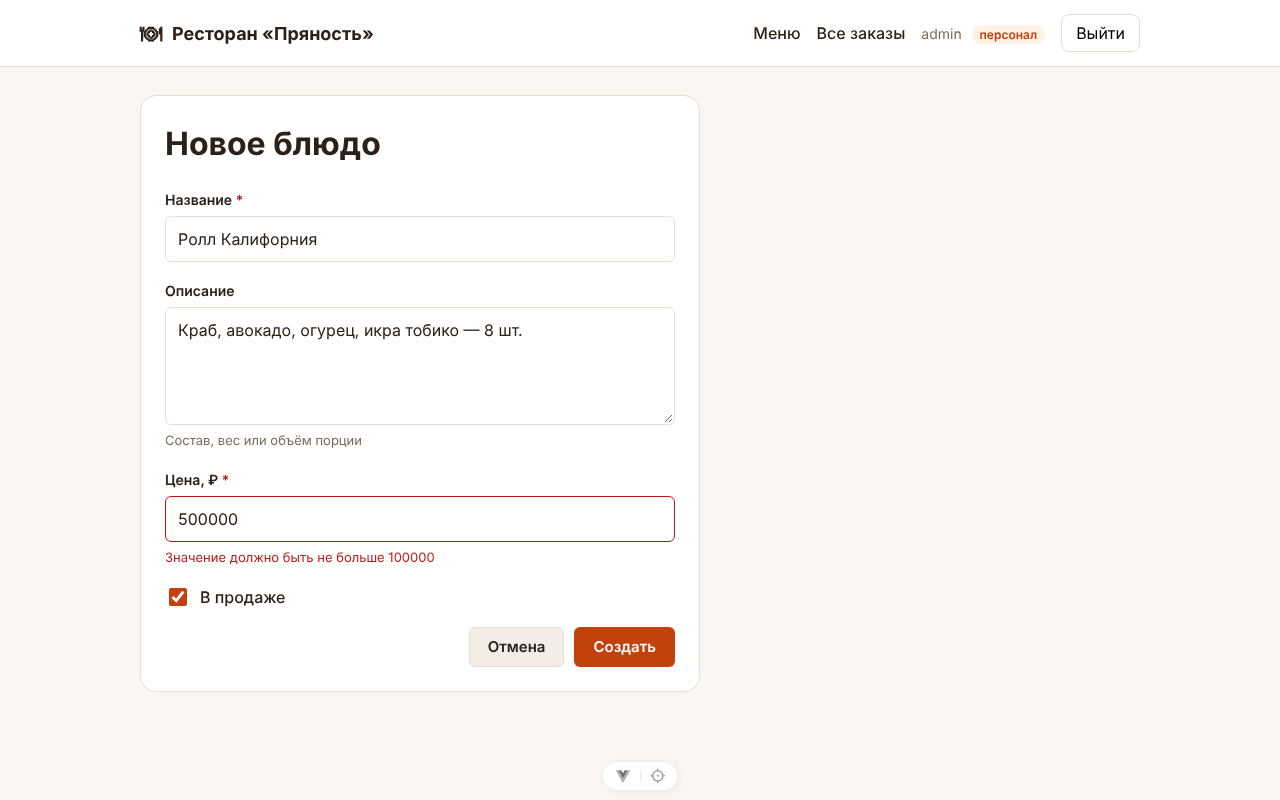 Ресторан «Пряность»
Меню
Все заказы
admin
персонал
Выйти
Новое блюдо
Название *
Ролл Калифорния
Описание
Краб, авокадо, огурец, икра тобико — 8 шт.
Состав, вес или объём порции
Цена, ₽ *
500000
Значение должно быть не больше 100000
В продаже
Отмена
Создать